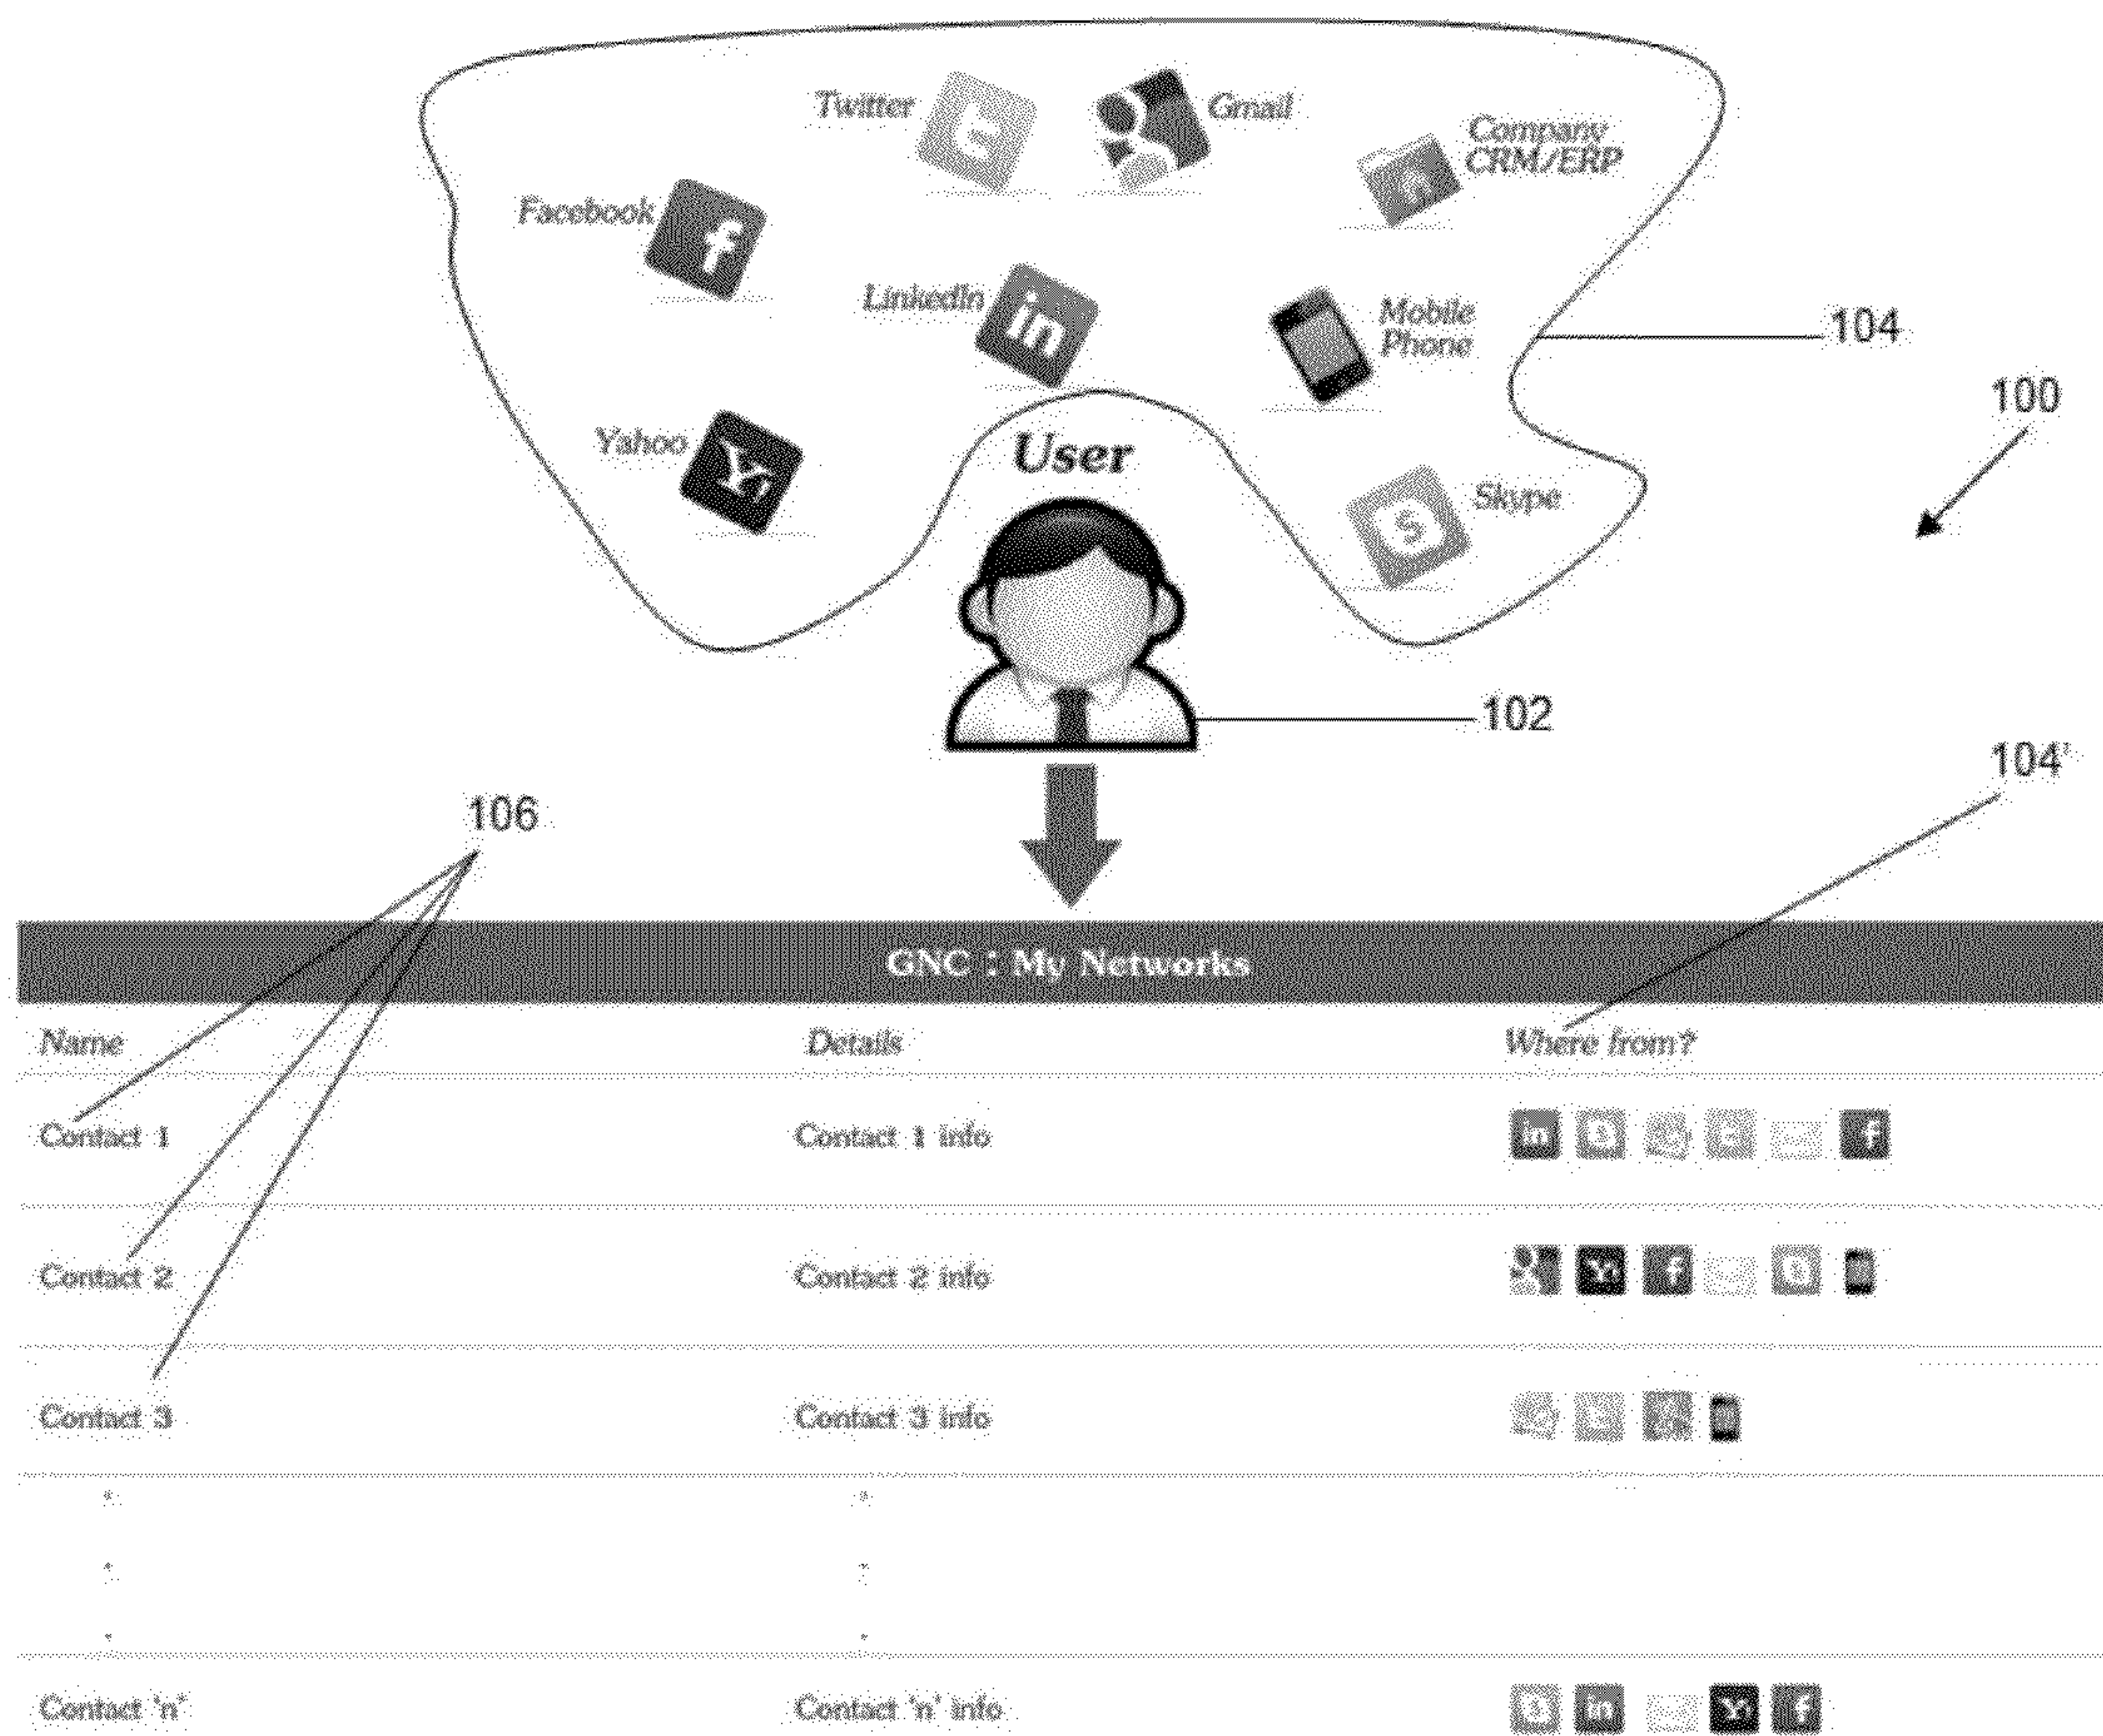 Twitter
Gmail
Company
CRM/ERP
Facebook
LinkedIn
Mobile
Phone
104
100
Yahoo
User
Skype
102
104'
106
GNC : My Networks
Name Details Where from?
Contact 1 Contact 1 info
Contact 2 Contact 2 info
Contact 3 Contact 3 info
Contact 'n' Contact 'n' info